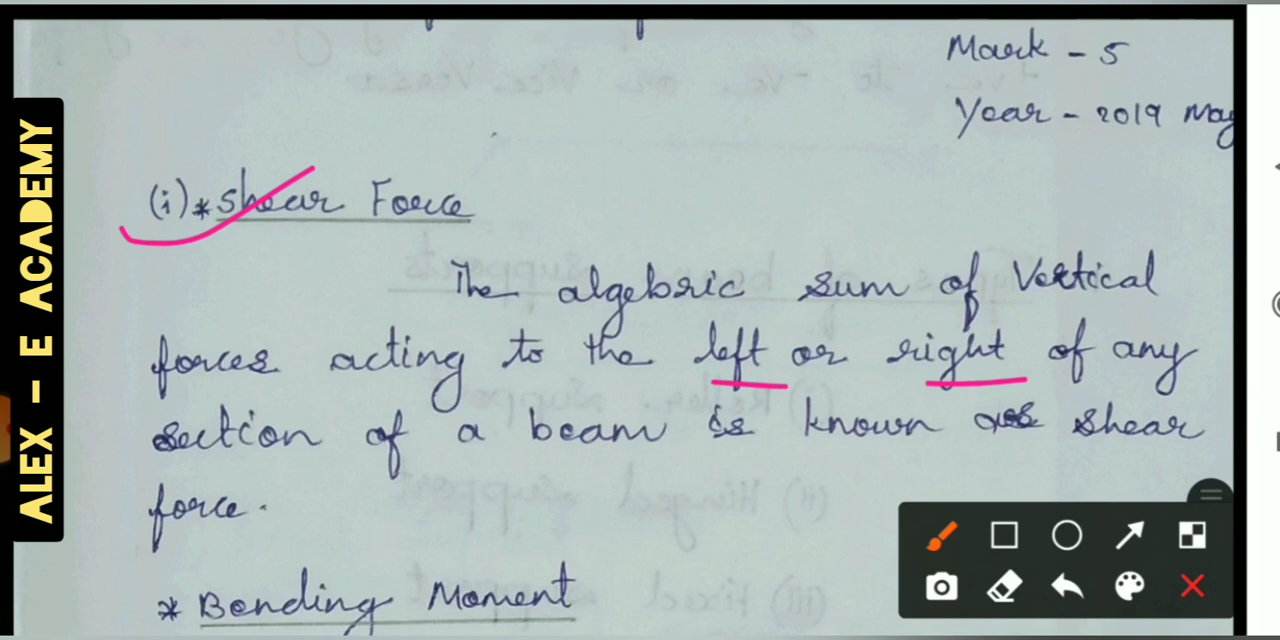 Mark - 5
Year - 2019 May
ALEX – E ACADEMY
(i) * Shear Force
The algebric sum of Vertical
forces acting to the left or right of any
section of a beam is known as shear
force.
* Bending Moment